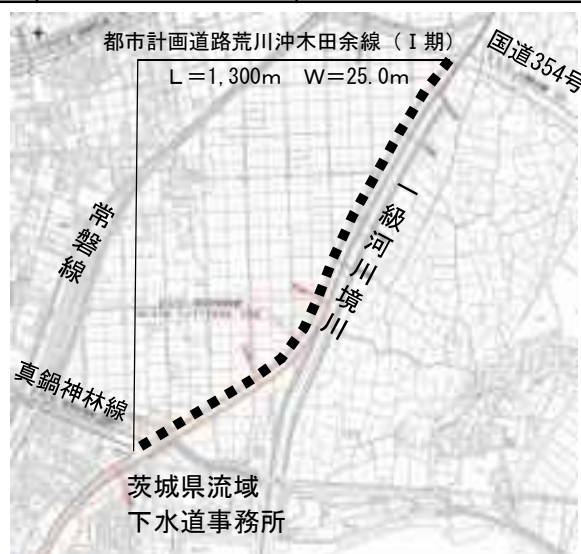 都市計画道路荒川沖木田余線（Ⅰ期）
Ｌ＝1,300ｍ　Ｗ＝25.0ｍ
国道354号
常磐線
一級河川境川
真鍋神林線
茨城県流域
下水道事務所